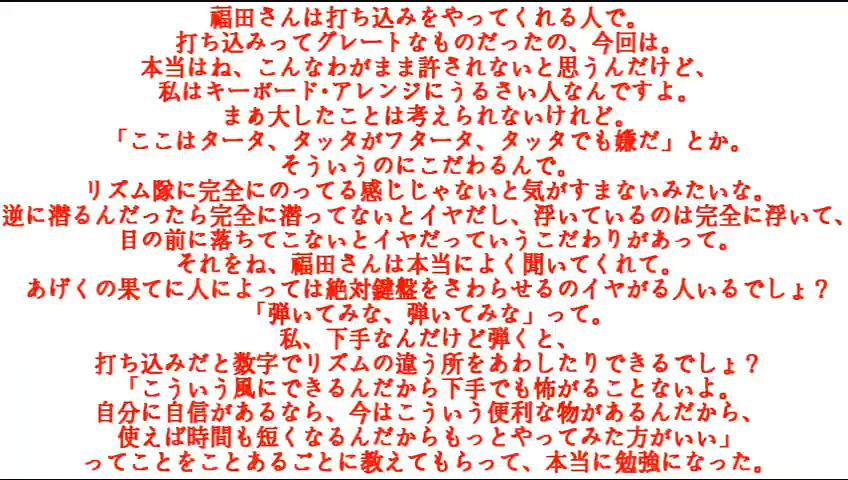 福田さんは打ち込みをやってくれる人で。
打ち込みってグレートなものだったの、今回は。
本当はね、こんなわがまま許されないと思うんだけど、
私はキーボード・アレンジにうるさい人なんですよ。
まぁ大したことは考えられないけれど。
「ここはタータ、タッタがフタータ、タッタでも嫌だ」とか。
そういうのにこだわるんで。
リズム隊に完全にのってる感じじゃないと気がすまないみたいな。
逆に潜るんだったら完全に潜ってないとイヤだし、浮いているのは完全に浮いて、
目の前に落ちてこないとイヤだっていうこだわりがあって。
それをね、福田さんは本当によく聞いてくれて。
あげくの果てに人によっては絶対鍵盤をさわらせるのイヤがる人いるでしょ？
「弾いてみな、弾いてみな」って。
私、下手なんだけど弾くと、
打ち込みだと数字でリズムの違う所をあわしたりできるでしょ？
「こういう風にできるんだから下手でも怖がることないよ。
自分に自信があるなら、今はこういう便利な物があるんだから、
使えば時間も短くなるんだからもっとやってみた方がいい」
ってことをことあるごとに教えてもらって、本当に勉強になった。